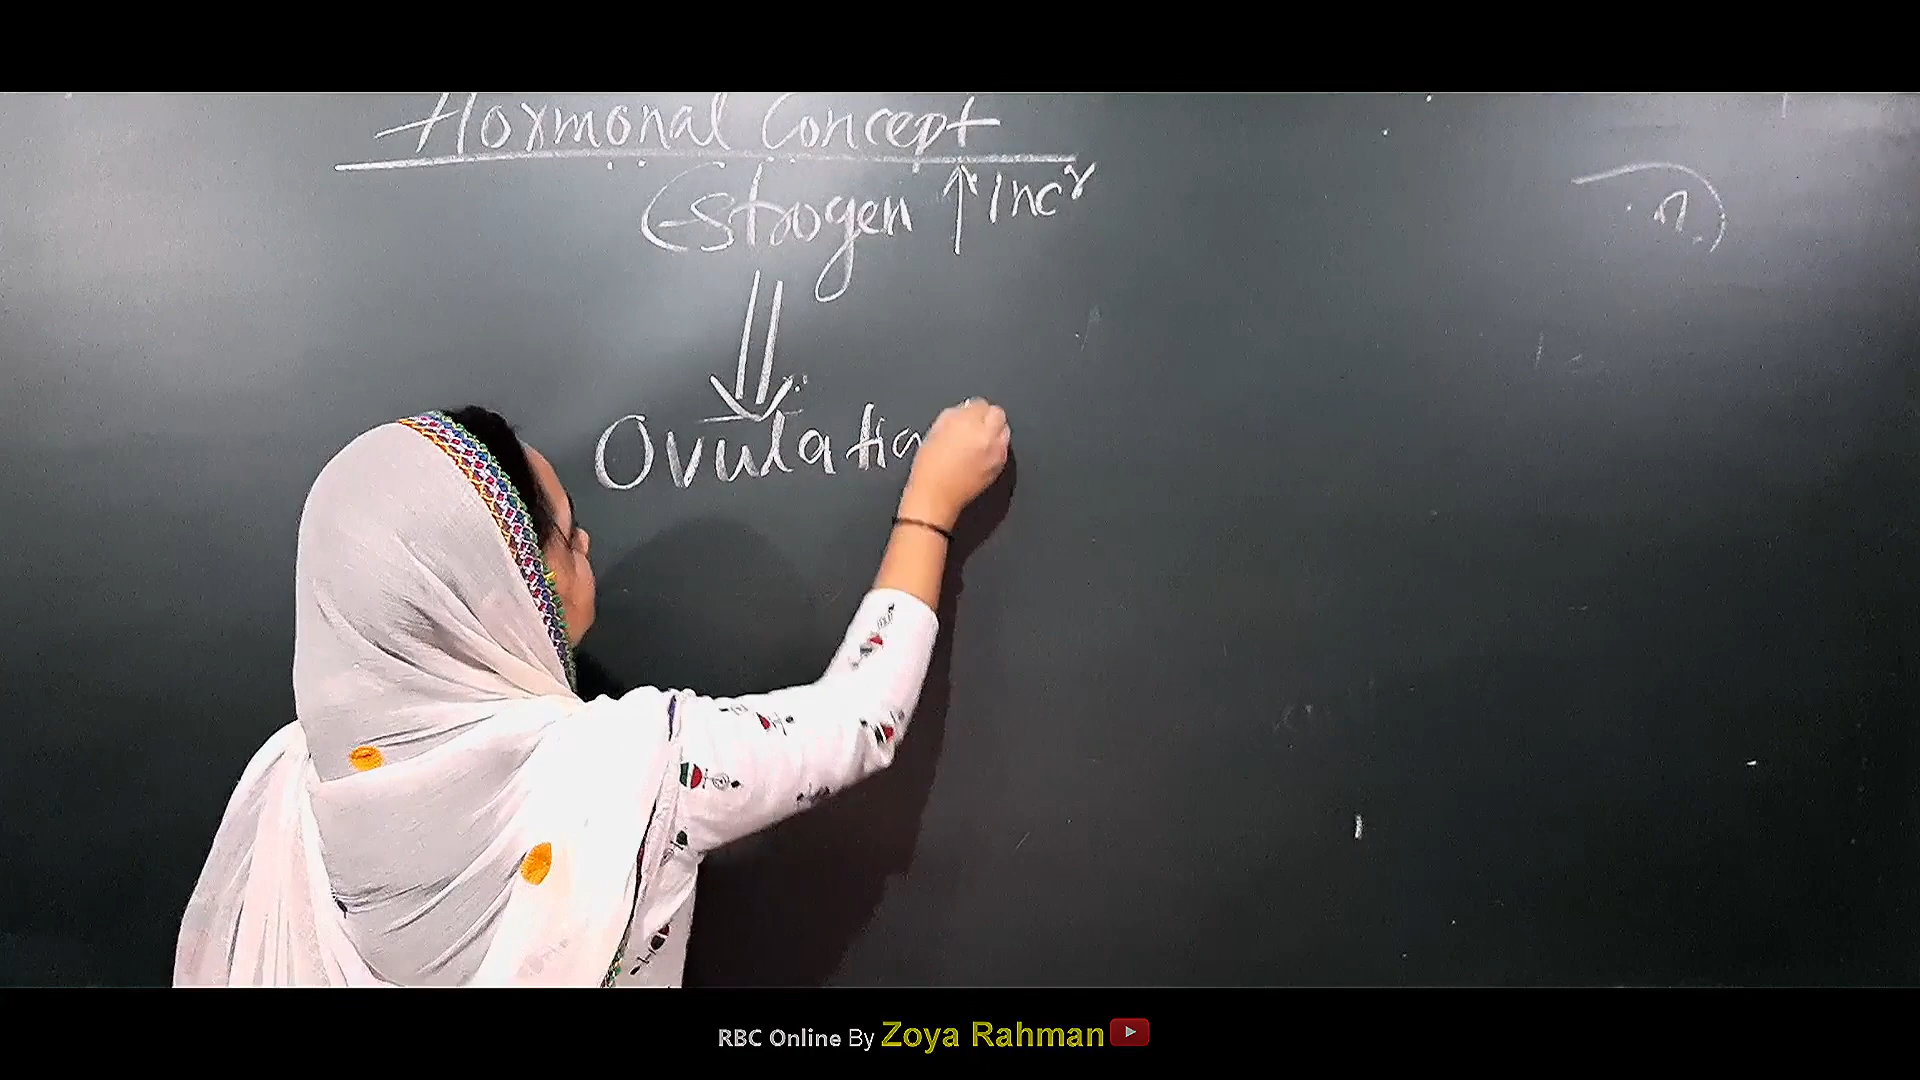 Hormonal Concept
Estrogen ↑ Incr
Ovulatio
RBC Online By Zoya Rahman